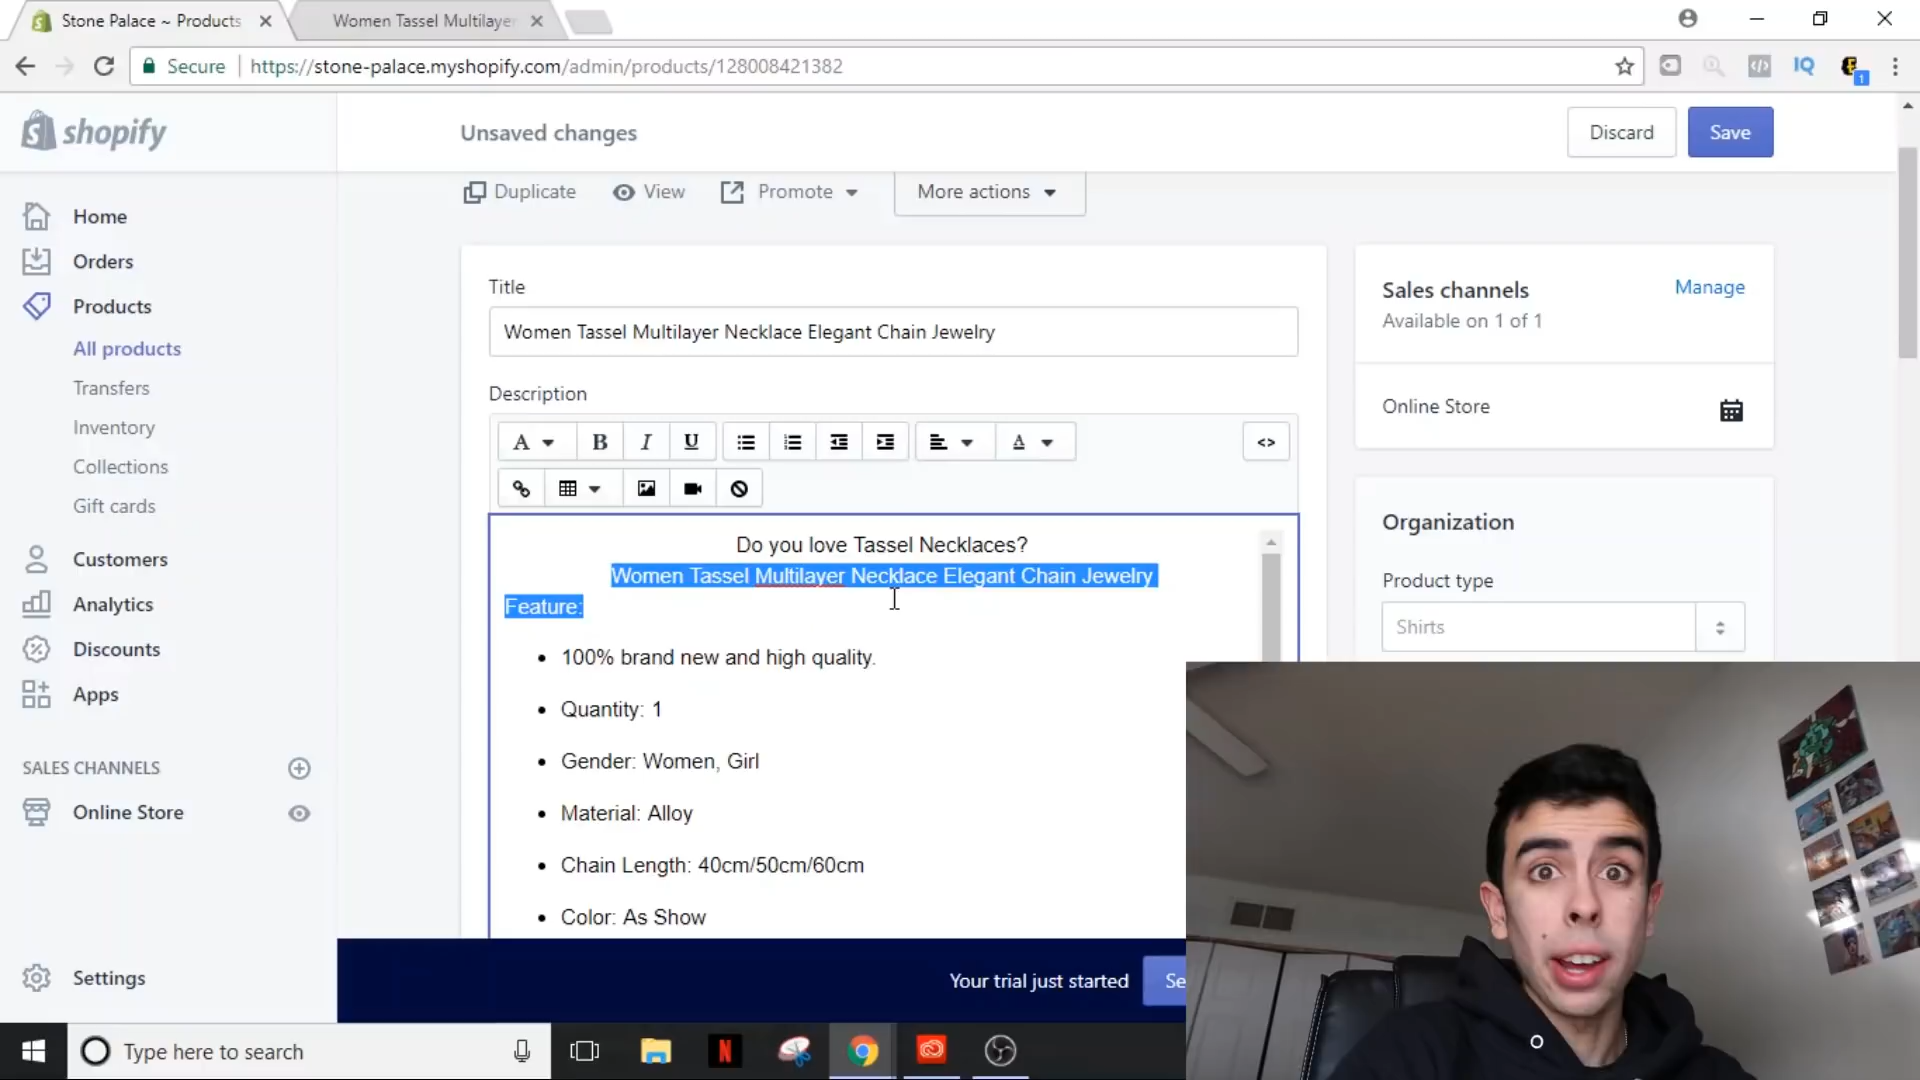 Stone Palace ~ Products
Women Tassel Multilayer
Secure
https://stone-palace.myshopify.com/admin/products/128008421382
IQ
1
shopify
Unsaved changes
Discard
Save
Duplicate
View
Promote
More actions
Home
Orders
Products
All products
Transfers
Inventory
Collections
Gift cards
Customers
Analytics
Discounts
Apps
SALES CHANNELS
Online Store
Settings
Title
Women Tassel Multilayer Necklace Elegant Chain Jewelry
Description
A
B
I
U
A
<>
Do you love Tassel Necklaces?
Women Tassel Multilayer Necklace Elegant Chain Jewelry
Feature:
100% brand new and high quality.
Quantity: 1
Gender: Women, Girl
Material: Alloy
Chain Length: 40cm/50cm/60cm
Color: As Show
Sales channels
Manage
Available on 1 of 1
Online Store
Organization
Product type
Shirts
Your trial just started
Se
Type here to search
N